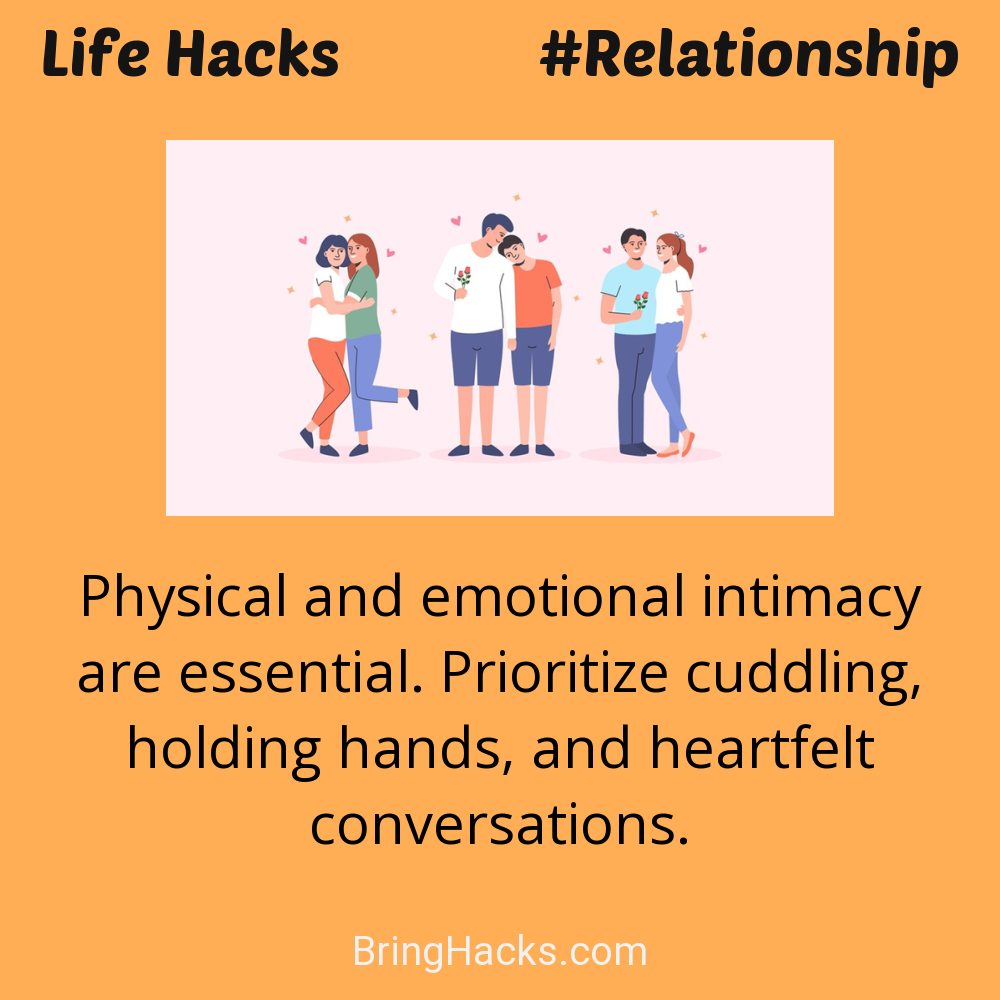 Life Hacks #Relationship
Physical and emotional intimacy
are essential. Prioritize cuddling,
holding hands, and heartfelt
conversations.
BringHacks.com